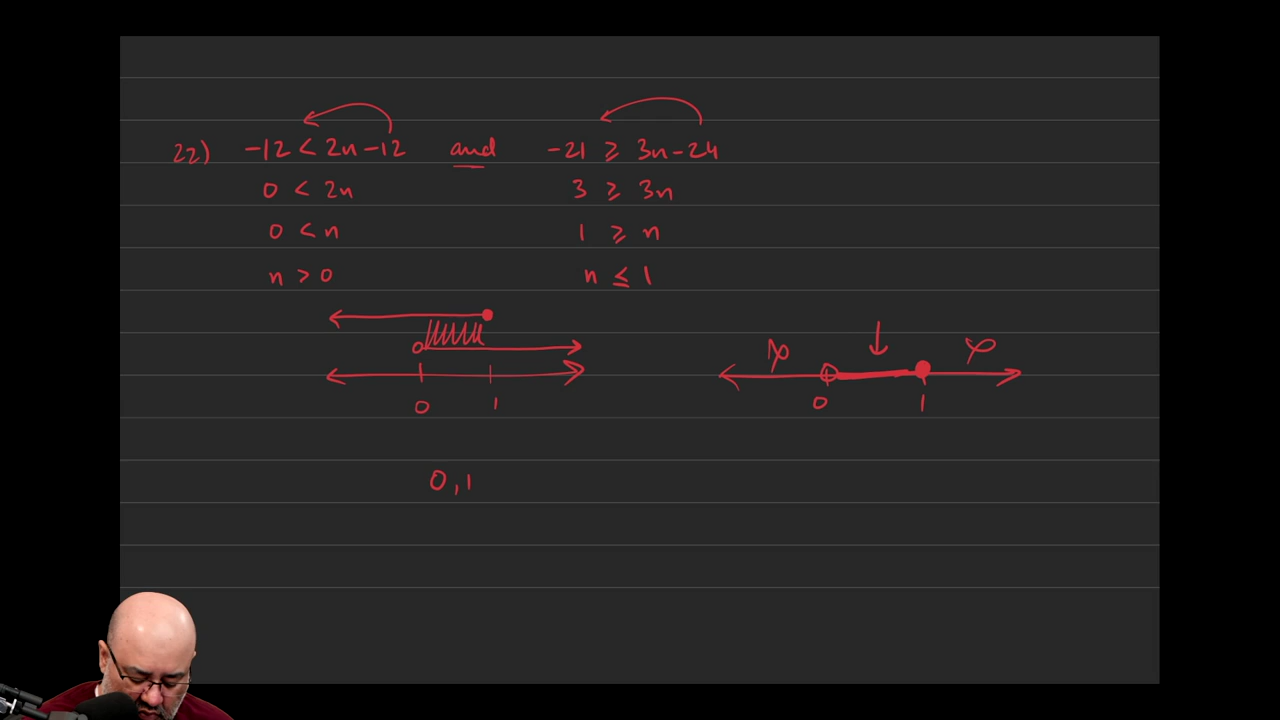 22) -12 < 2n -12 and -21 ≥ 3n-24
0 < 2n 3 ≥ 3n
0 < n 1 ≥ n
n > 0 n ≤ 1
0 1
0 1
0,1